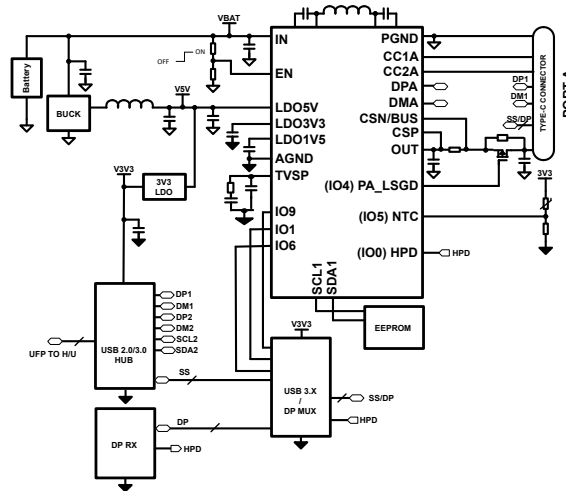 VBAT
ON
OFF
Battery
BUCK
V5V
V3V3
3V3
LDO
IN
EN
LDO5V
LDO3V3
LDO1V5
AGND
TVSP
IO9
IO1
IO6
PGND
CC1A
CC2A
DPA
DMA
CSN/BUS
CSP
OUT
(IO4) PA_LSGD
(IO5) NTC
(IO0) HPD
HPD
SCL1
SDA1
EEPROM
DP1
DM1
SS/DP
TYPE-C CONNECTOR
PORT A
3V3
DP1
DM1
DP2
DM2
SCL2
SDA2
UFP TO H/U
USB 2.0/3.0
HUB
SS
V3V3
USB 3.X
/
DP MUX
SS/DP
HPD
DP RX
DP
HPD